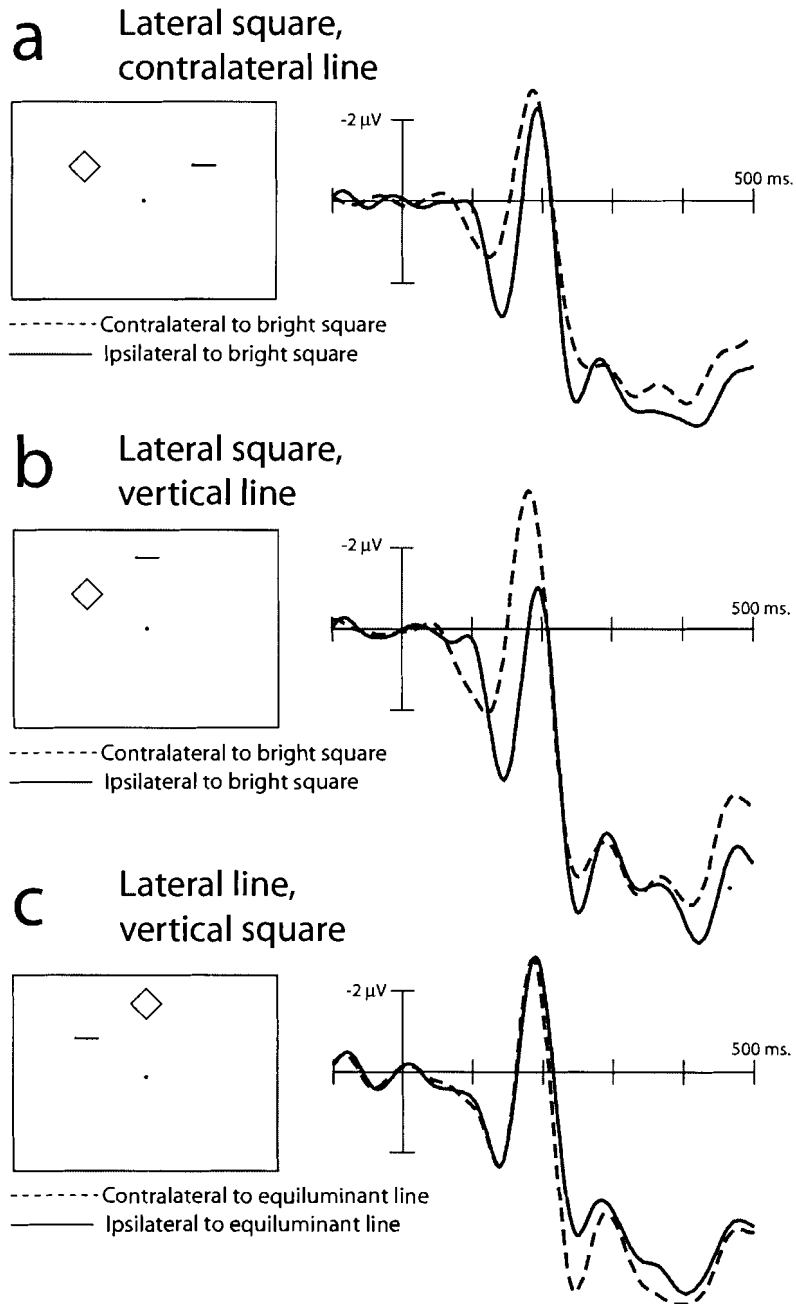 a
Lateral square,
contralateral line
-2 µV
500 ms.
Contralateral to bright square
Ipsilateral to bright square
b
Lateral square,
vertical line
-2 µV
500 ms.
Contralateral to bright square
Ipsilateral to bright square
c
Lateral line,
vertical square
-2 µV
500 ms.
Contralateral to equiluminant line
Ipsilateral to equiluminant line